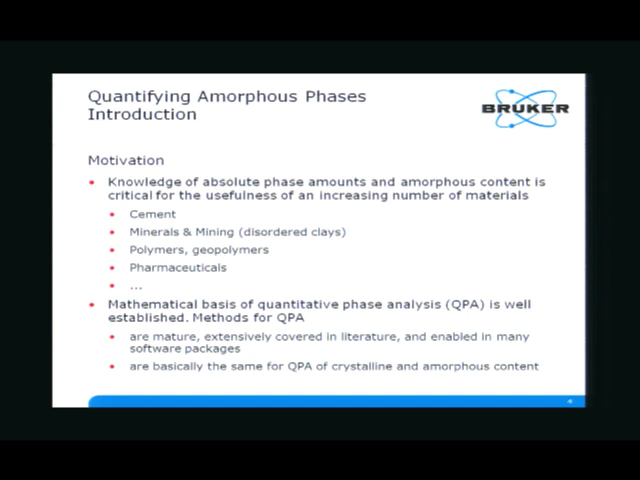 Quantifying Amorphous Phases
Introduction
BRUKER
Motivation
• Knowledge of absolute phase amounts and amorphous content is
critical for the usefulness of an increasing number of materials
• Cement
• Minerals & Mining (disordered clays)
• Polymers, geopolymers
• Pharmaceuticals
• ...
• Mathematical basis of quantitative phase analysis (QPA) is well
established. Methods for QPA
• are mature, extensively covered in literature, and enabled in many
software packages
• are basically the same for QPA of crystalline and amorphous content